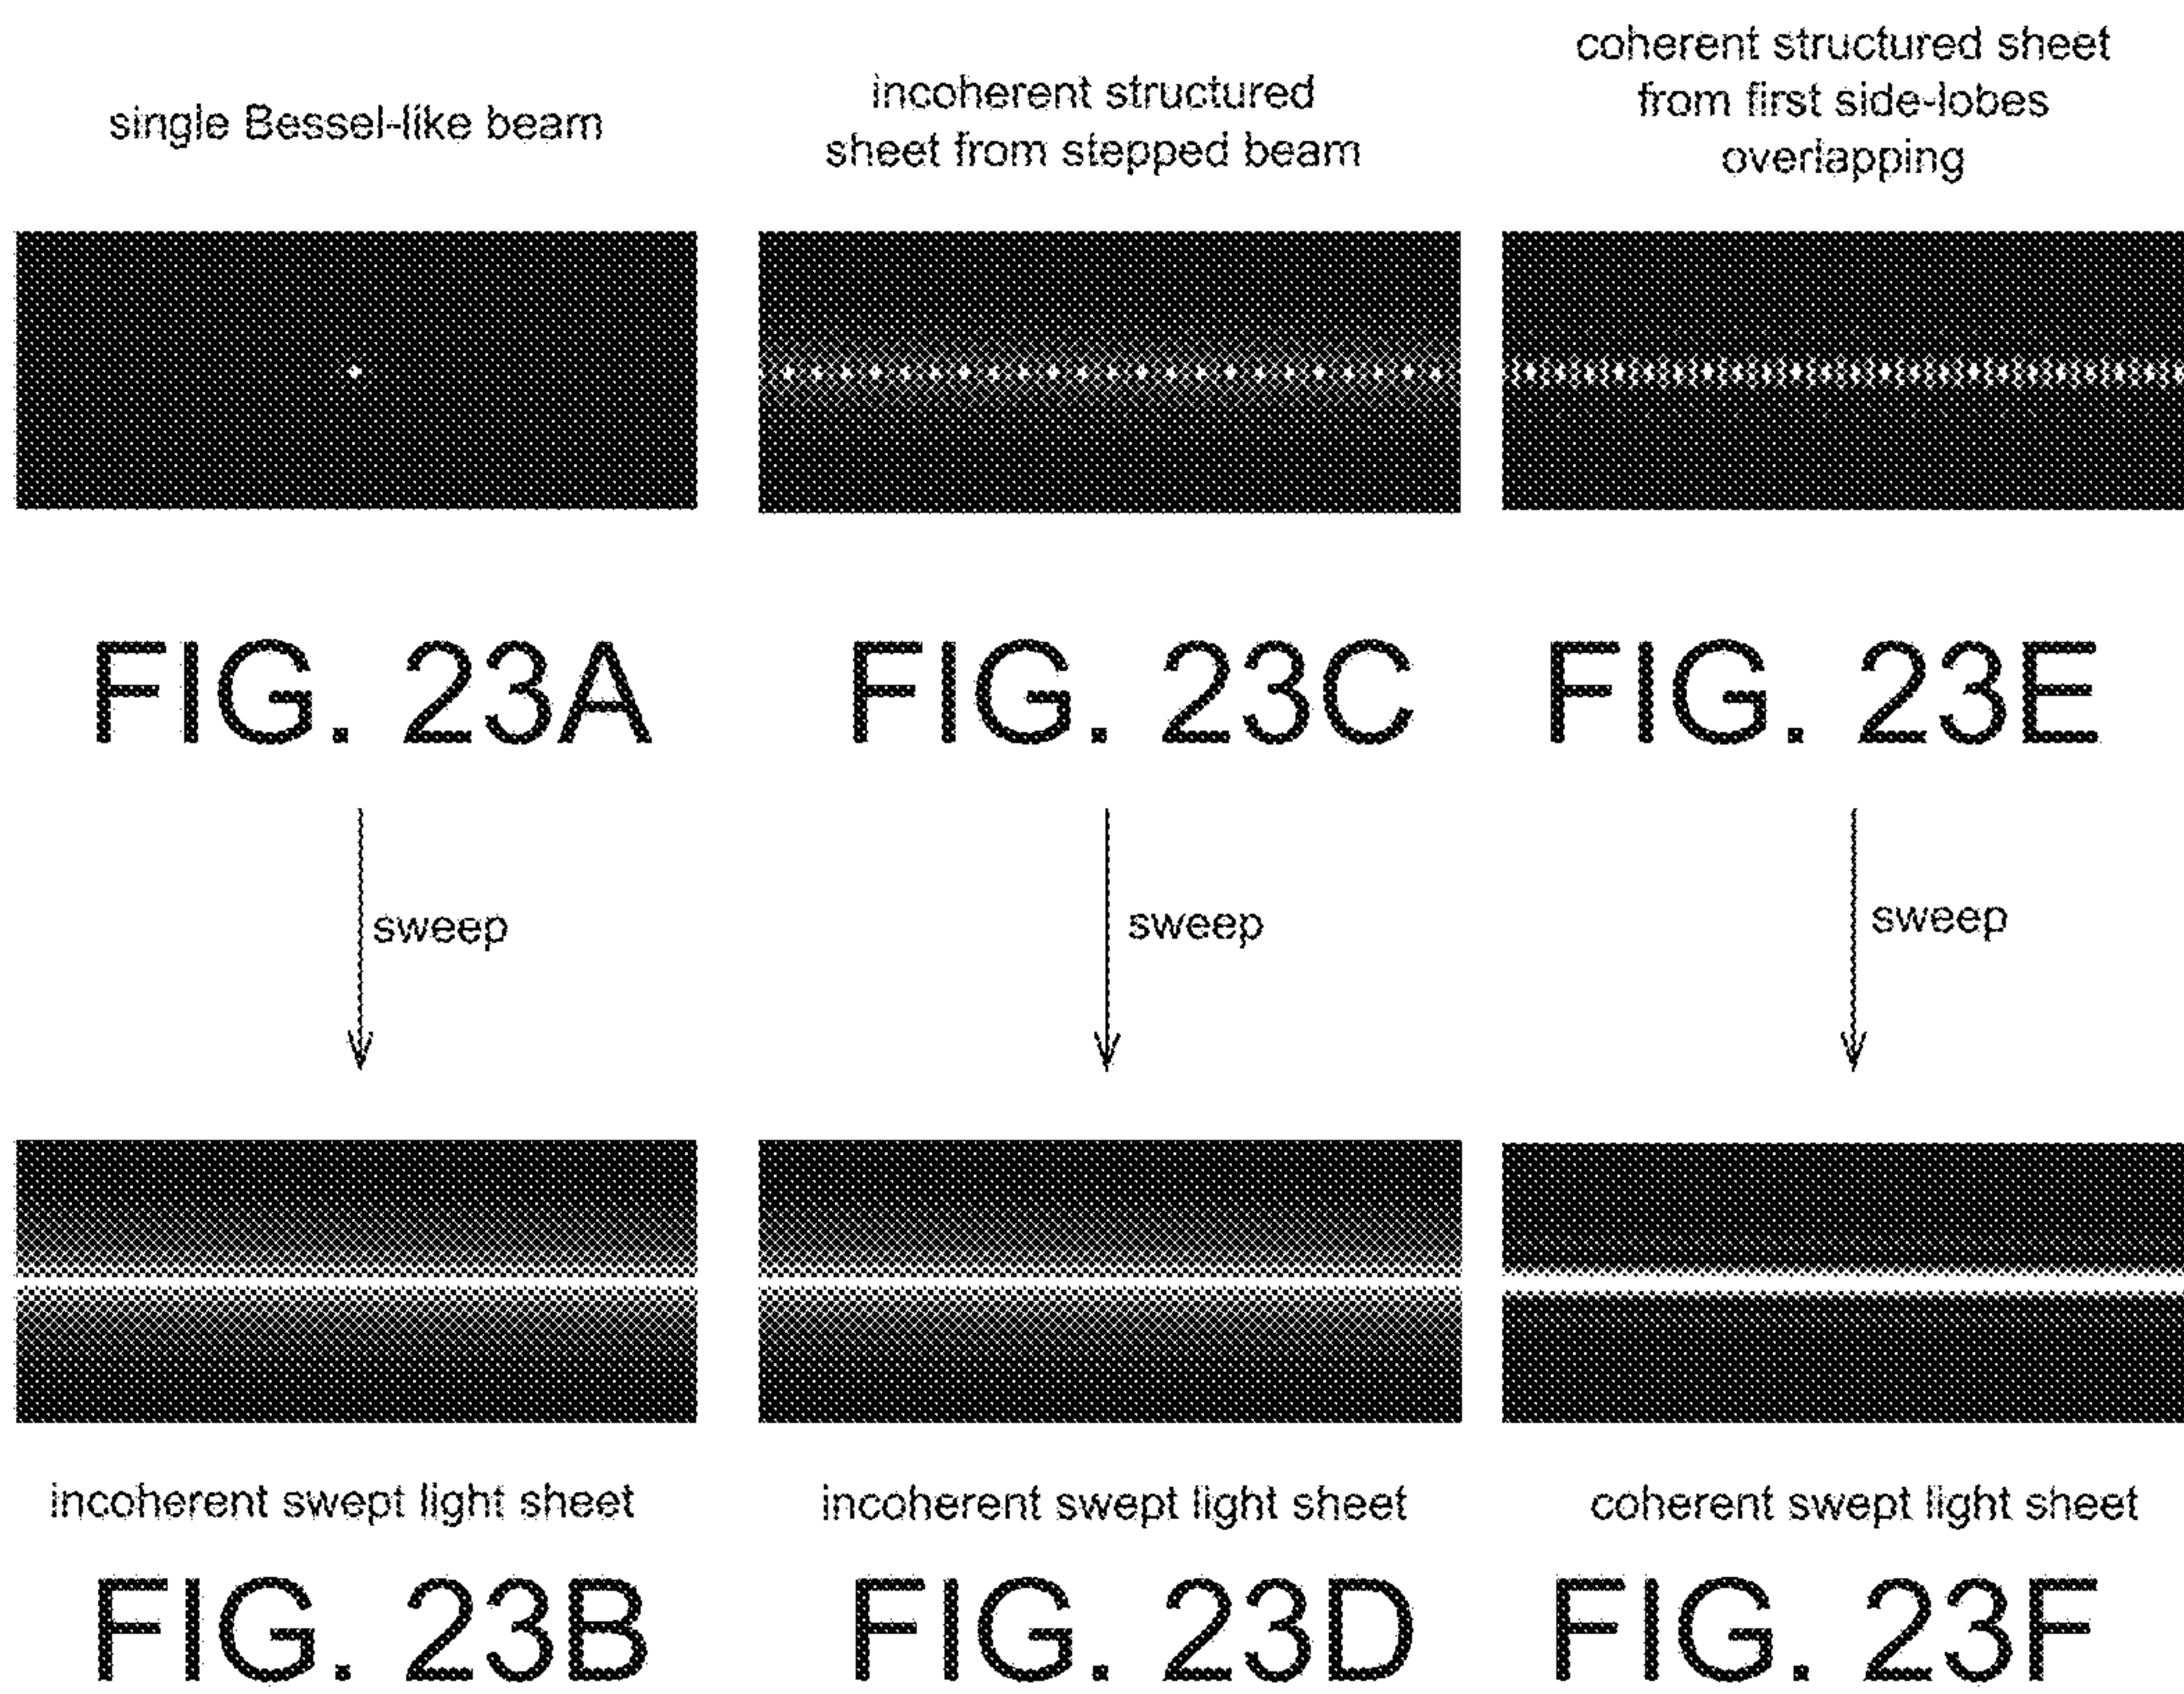 single Bessel-like beam
incoherent structured
sheet from stepped beam
coherent structured sheet
from first side-lobes
overlapping
FIG. 23A
FIG. 23C
FIG. 23E
sweep
sweep
sweep
incoherent swept light sheet
incoherent swept light sheet
coherent swept light sheet
FIG. 23B
FIG. 23D
FIG. 23F